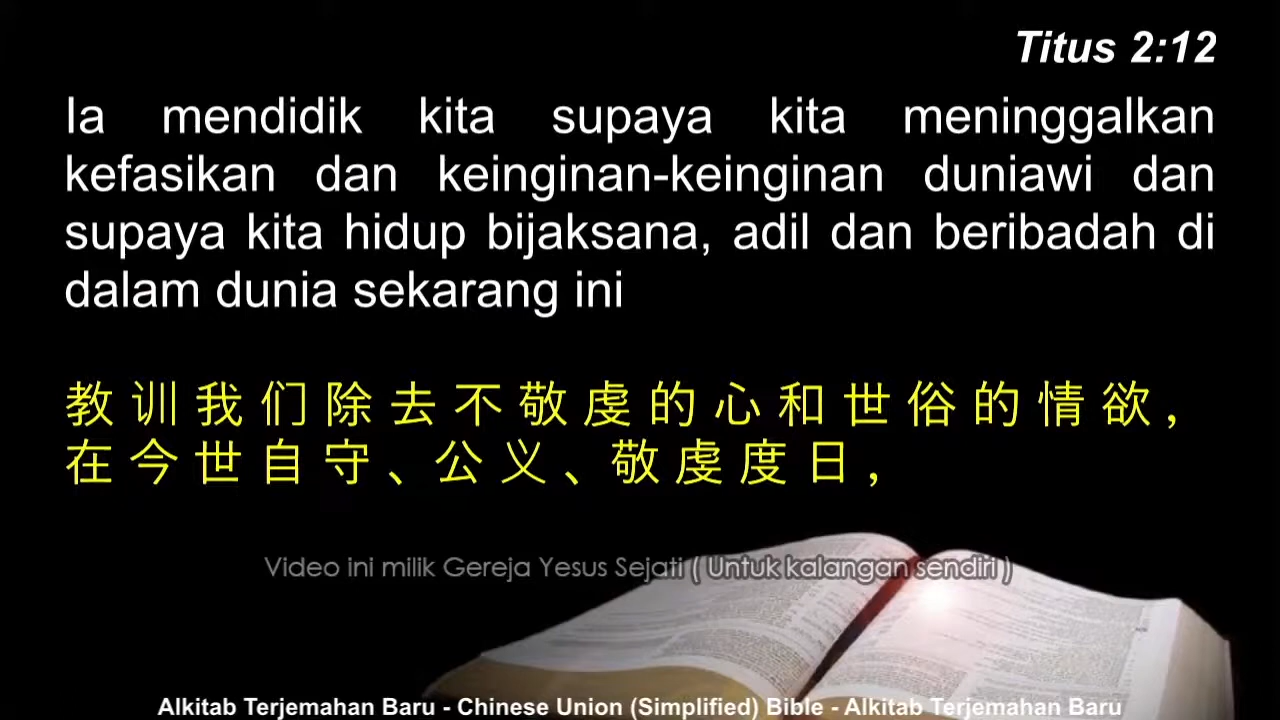 Titus 2:12
Ia mendidik kita supaya kita meninggalkan
kefasikan dan keinginan-keinginan duniawi dan
supaya kita hidup bijaksana, adil dan beribadah di
dalam dunia sekarang ini
教训我们除去不敬虔的心和世俗的情欲,
在今世自守、公义、敬虔度日,
Video ini milik Gereja Yesus Sejati ( Untuk kalangan sendiri )
Alkitab Terjemahan Baru - Chinese Union (Simplified) Bible - Alkitab Terjemahan Baru